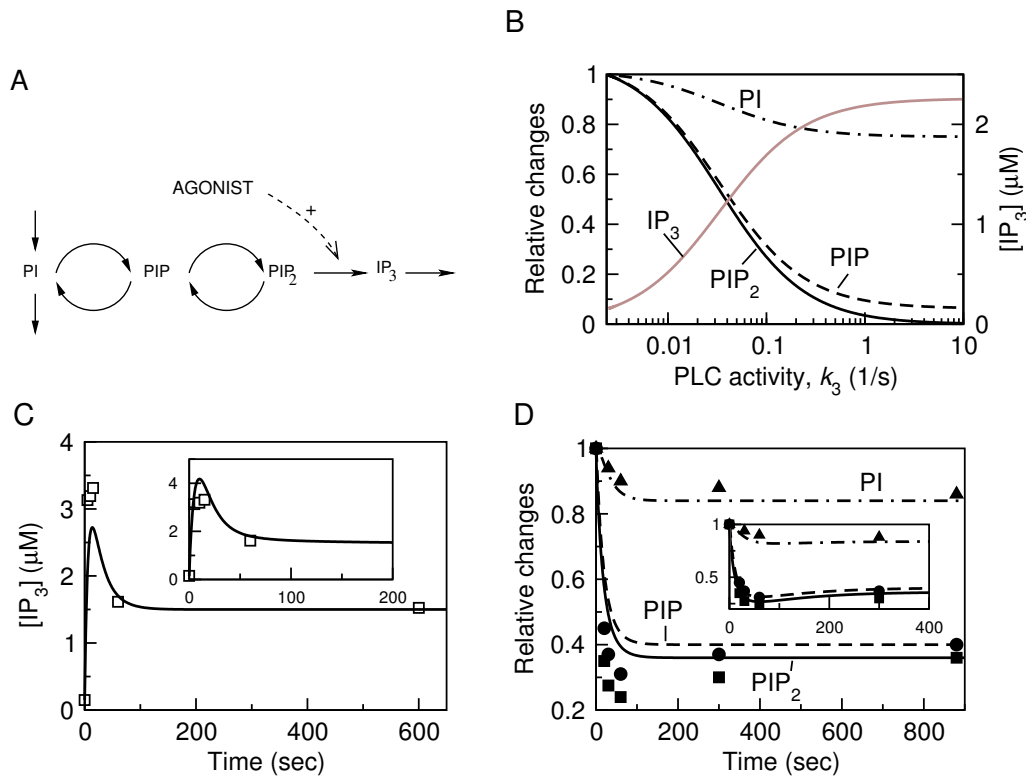 A
AGONIST
+
PI
PIP
PIP2
IP3
B
1
0.8
0.6
0.4
0.2
0
Relative changes
PI
IP3
PIP2
PIP
2
1
0
[IP3] (μM)
0.01
0.1
1
10
PLC activity, k3 (1/s)
C
4
3
2
1
0
[IP3] (μM)
4
2
0
0
100
200
0
200
400
600
Time (sec)
D
1
0.8
0.6
0.4
0.2
Relative changes
PI
PIP
PIP2
1
0.5
0
200
400
0
200
400
600
800
Time (sec)